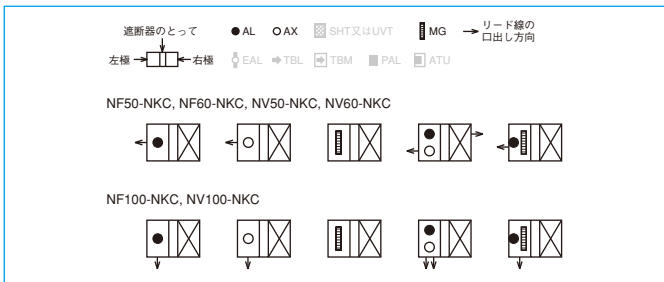 遮断器のとって ●AL ○AX SHT又はUVT MG →リード線の口出し方向
左極→ ←右極 EAL TBL TBM PAL ATU
NF50-NKC, NF60-NKC, NV50-NKC, NV60-NKC
NF100-NKC, NV100-NKC